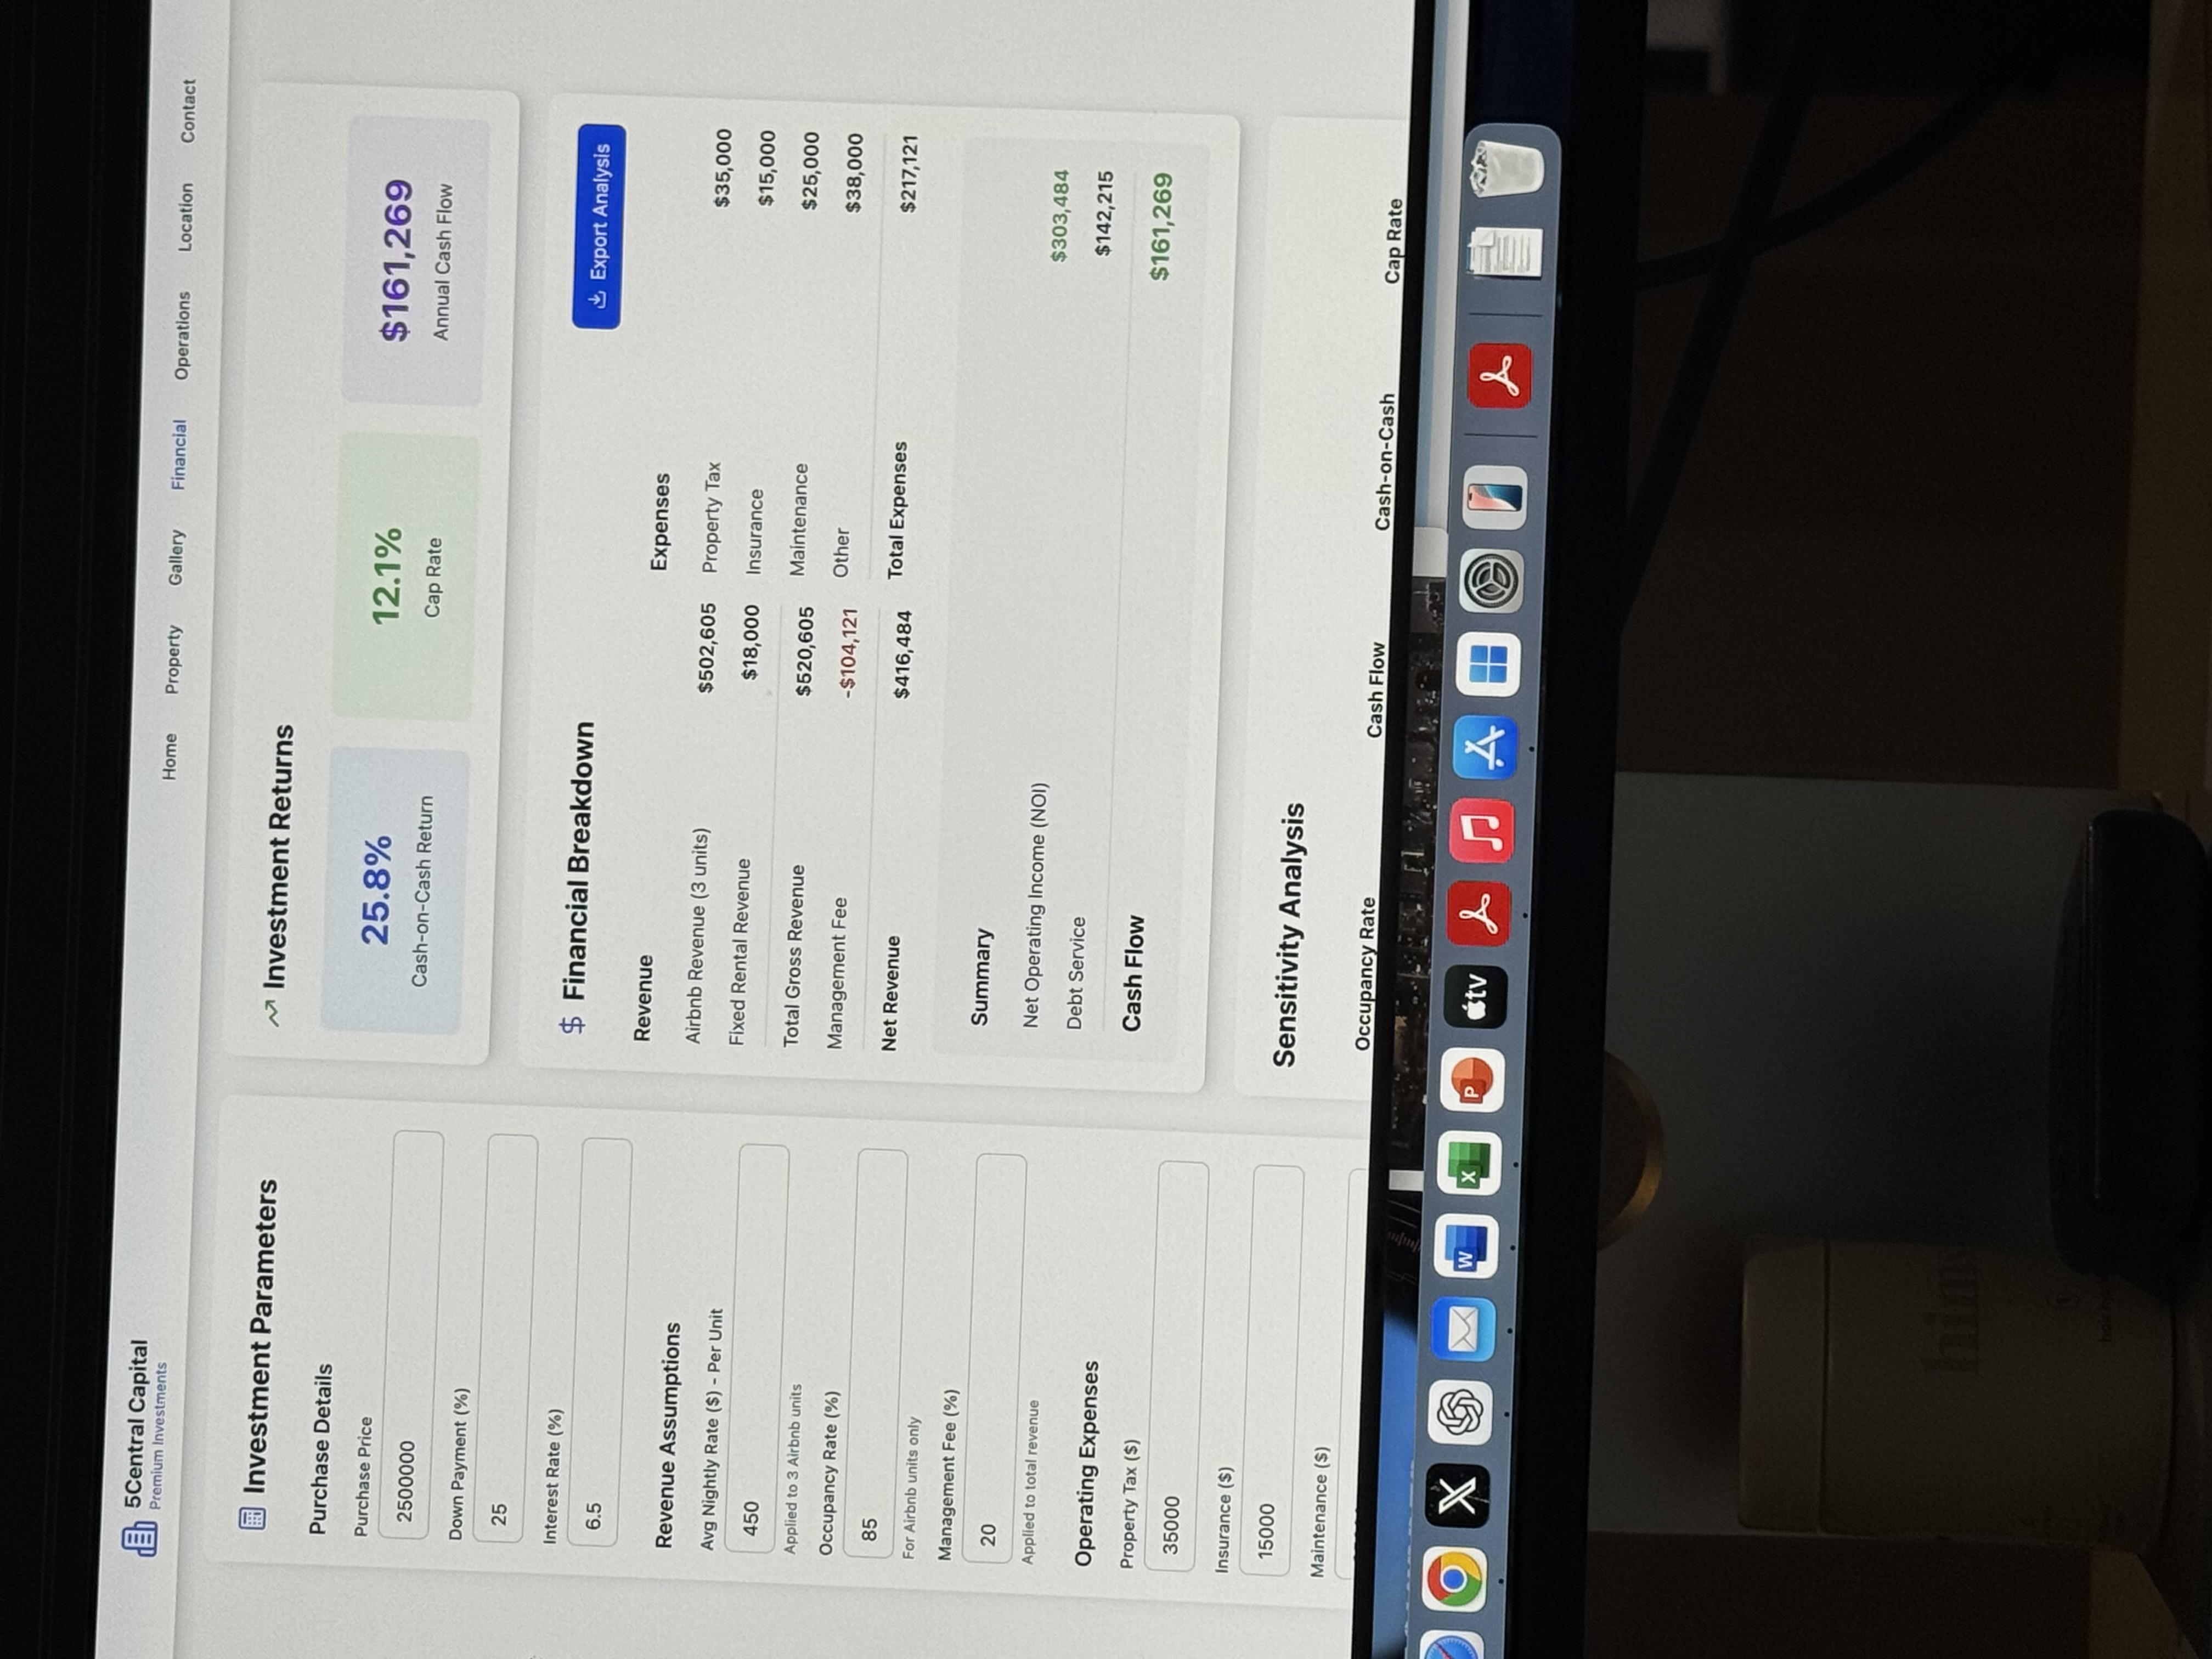 5Central Capital
Premium Investments
Home Property Gallery Financial Operations Location Contact
Investment Parameters
Purchase Details
Purchase Price
2500000
Down Payment (%)
25
Interest Rate (%)
6.5
Revenue Assumptions
Avg Nightly Rate ($) - Per Unit
450
Applied to 3 Airbnb units
Occupancy Rate (%)
85
For Airbnb units only
Management Fee (%)
20
Applied to total revenue
Operating Expenses
Property Tax ($)
35000
Insurance ($)
15000
Maintenance ($)
Investment Returns
25.8%
Cash-on-Cash Return
12.1%
Cap Rate
$161,269
Annual Cash Flow
Financial Breakdown
Export Analysis
Revenue
Airbnb Revenue (3 units) $502,605
Fixed Rental Revenue $18,000
Total Gross Revenue $520,605
Management Fee -$104,121
Net Revenue $416,484
Expenses
Property Tax $35,000
Insurance $15,000
Maintenance $25,000
Other $38,000
Total Expenses $217,121
Summary
Net Operating Income (NOI) $303,484
Debt Service $142,215
Cash Flow $161,269
Sensitivity Analysis
Occupancy Rate Cash Flow Cash-on-Cash Cap Rate
X
W
X
P
tv
hims